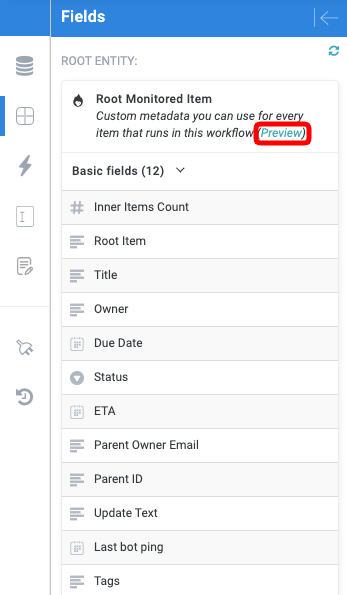 Fields
ROOT ENTITY:
Root Monitored Item
Custom metadata you can use for every
item that runs in this workflow (Preview)
Basic fields (12)
Inner Items Count
Root Item
Title
Owner
Due Date
Status
ETA
Parent Owner Email
Parent ID
Update Text
Last bot ping
Tags